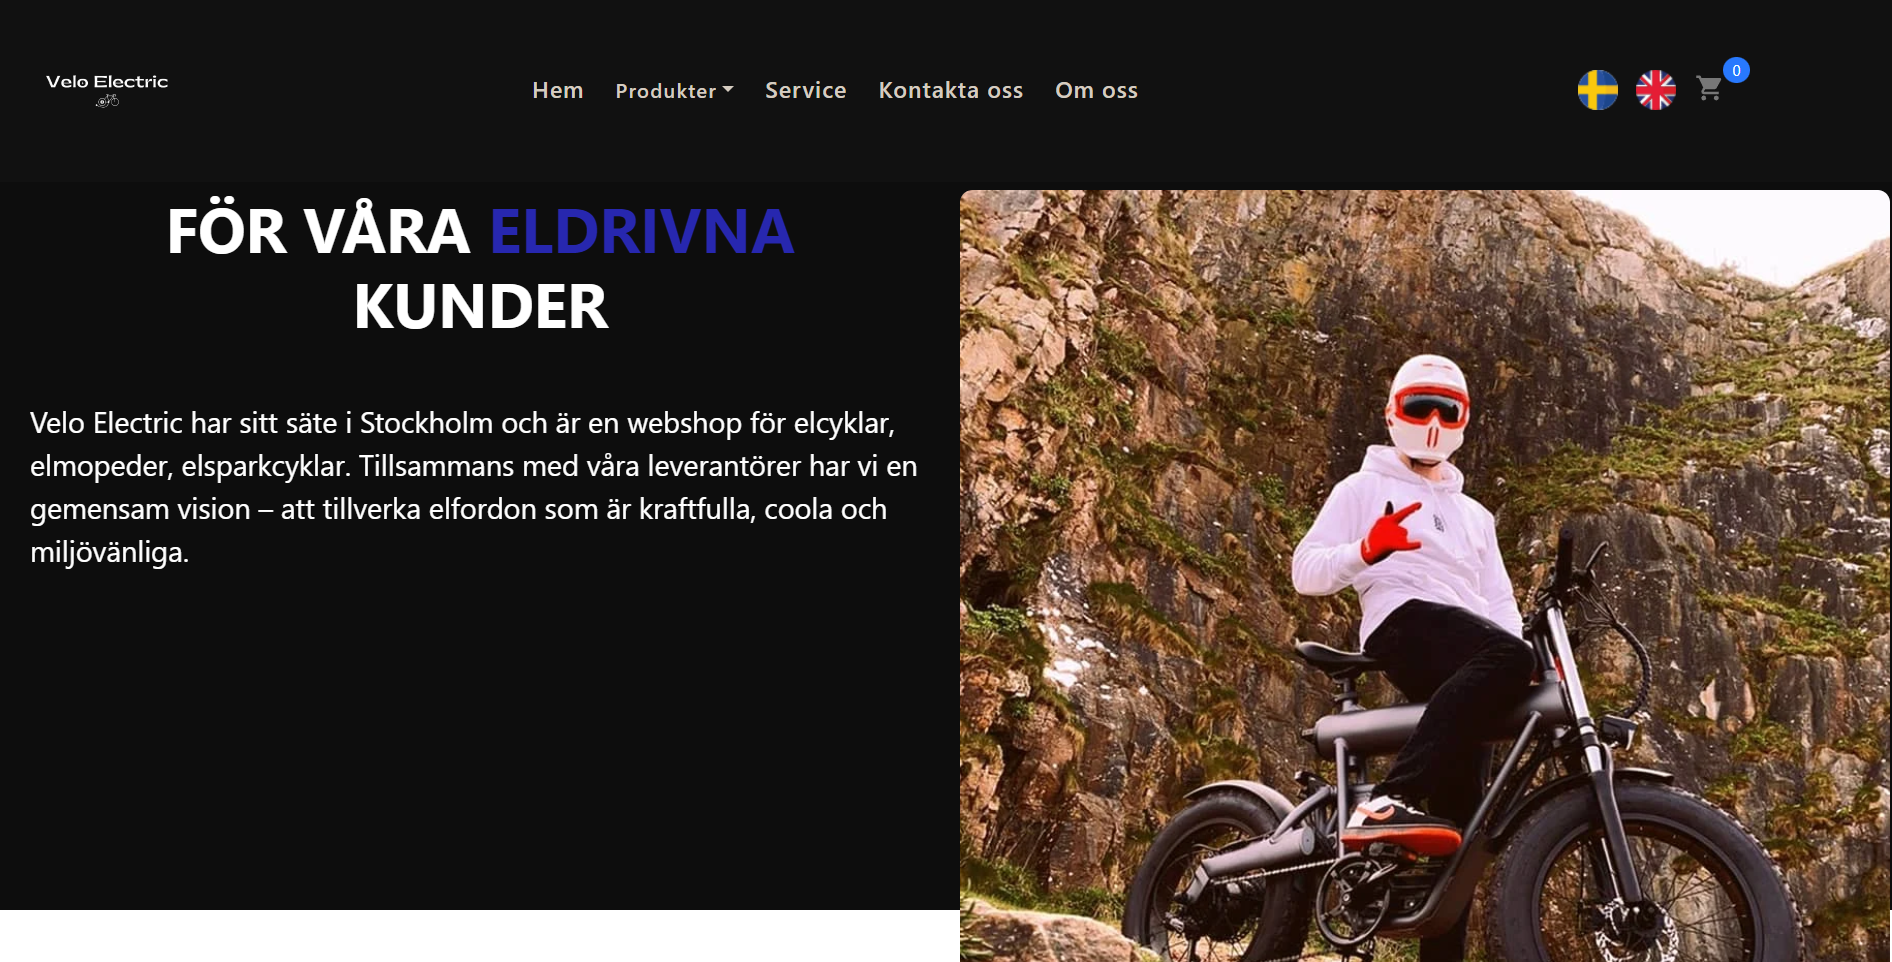 Velo Electric
Hem Produkter Service Kontakta oss Om oss
0
FÖR VÅRA ELDRIVNA
KUNDER
Velo Electric har sitt säte i Stockholm och är en webshop för elcyklar,
elmopeder, elsparkcyklar. Tillsammans med våra leverantörer har vi en
gemensam vision – att tillverka elfordon som är kraftfulla, coola och
miljövänliga.